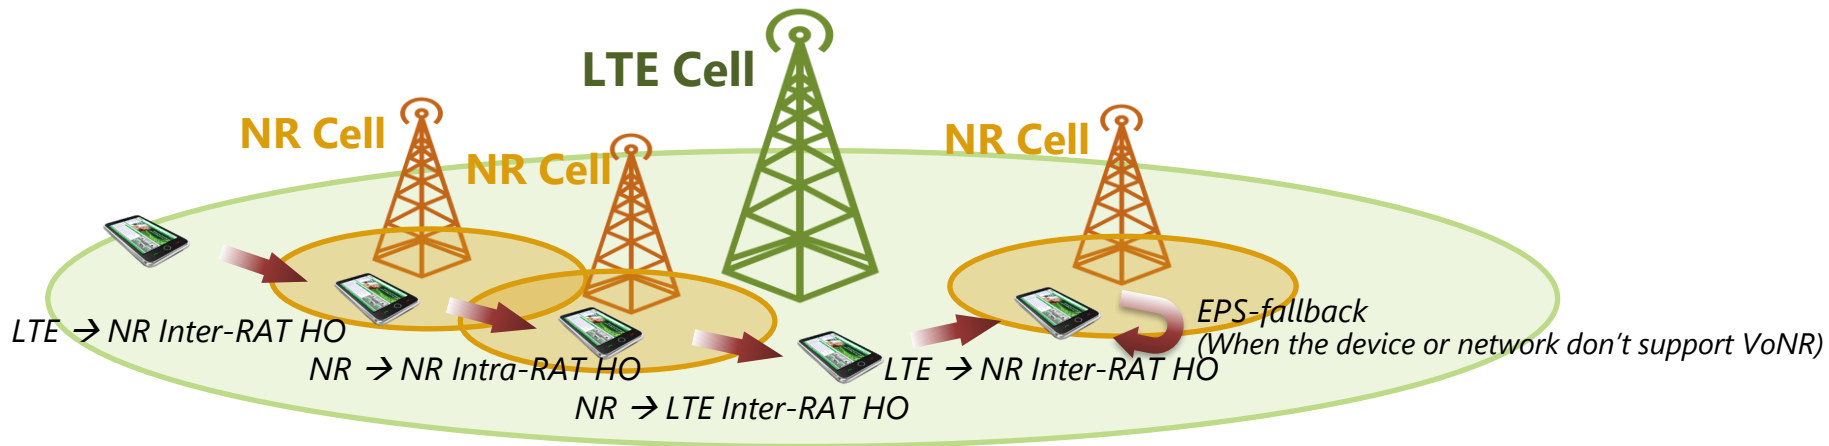 LTE Cell
NR Cell
NR Cell
NR Cell
LTE → NR Inter-RAT HO
NR → NR Intra-RAT HO
NR → LTE Inter-RAT HO
LTE → NR Inter-RAT HO
EPS-fallback
(When the device or network don't support VoNR)